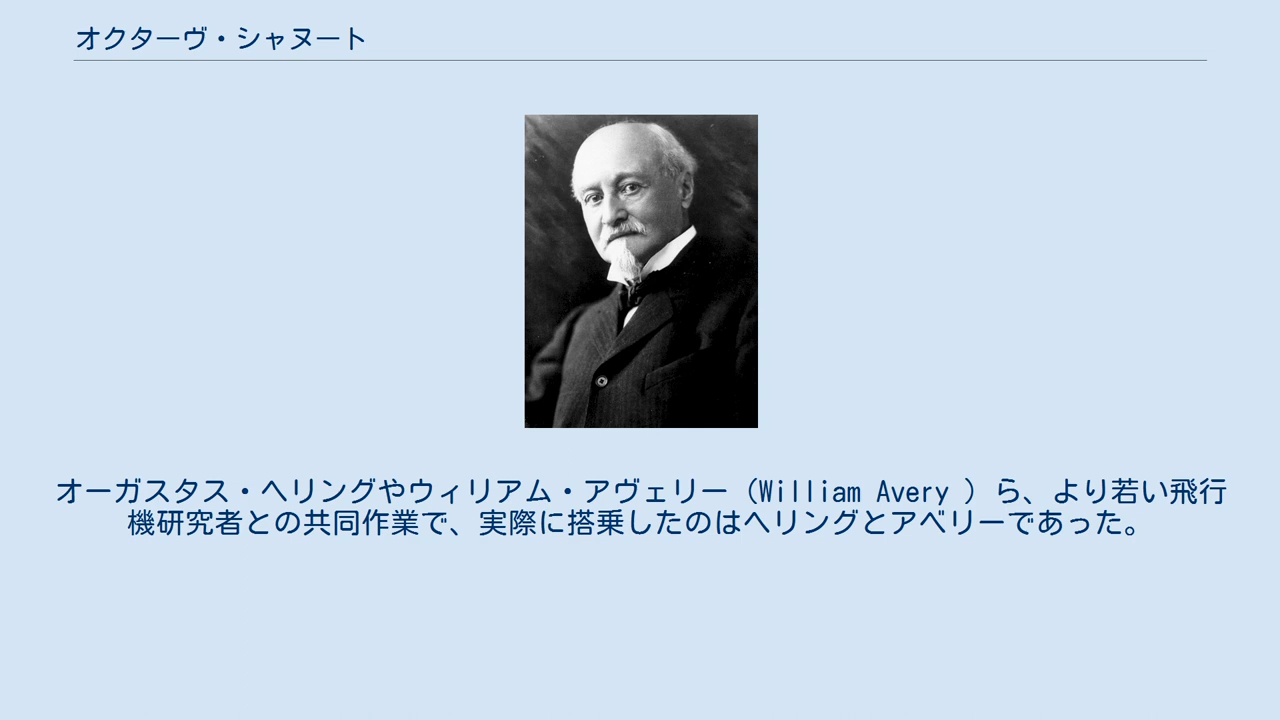 オクターヴ・シャヌート
オーガスタス・ヘリングやウィリアム・アヴェリー（William Avery ）ら、より若い飛行
機研究者との共同作業で、実際に搭乗したのはヘリングとアベリーであった。